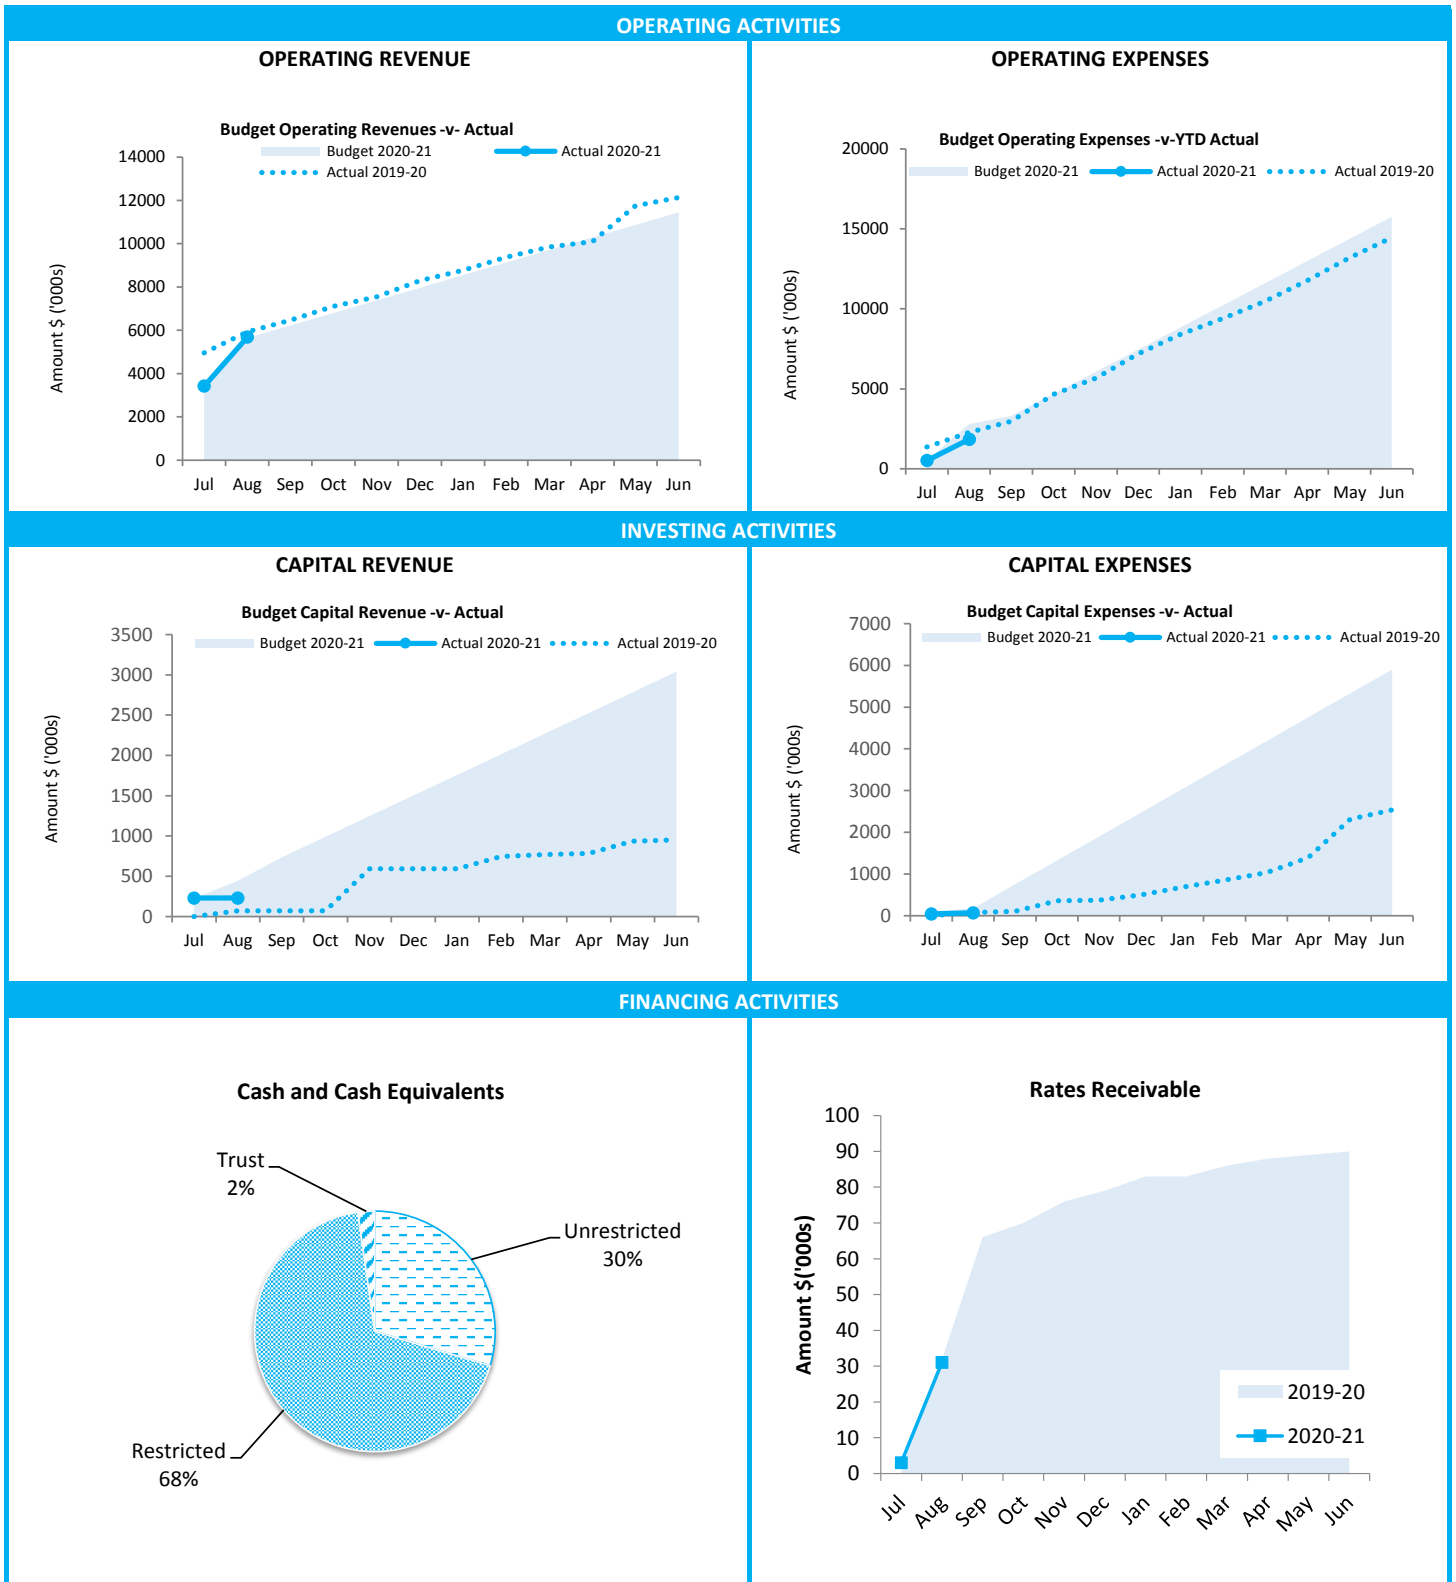 OPERATING ACTIVITIES
OPERATING REVENUE
Budget Operating Revenues -v- Actual
Budget 2020-21
Actual 2020-21
Actual 2019-20
Amount $ ('000s)
14000
12000
10000
8000
6000
4000
2000
0
Jul Aug Sep Oct Nov Dec Jan Feb Mar Apr May Jun
OPERATING EXPENSES
Budget Operating Expenses -v-YTD Actual
Budget 2020-21
Actual 2020-21
Actual 2019-20
Amount $ ('000s)
20000
15000
10000
5000
0
Jul Aug Sep Oct Nov Dec Jan Feb Mar Apr May Jun
INVESTING ACTIVITIES
CAPITAL REVENUE
Budget Capital Revenue -v- Actual
Budget 2020-21
Actual 2020-21
Actual 2019-20
Amount $ ('000s)
3500
3000
2500
2000
1500
1000
500
0
Jul Aug Sep Oct Nov Dec Jan Feb Mar Apr May Jun
CAPITAL EXPENSES
Budget Capital Expenses -v- Actual
Budget 2020-21
Actual 2020-21
Actual 2019-20
Amount $ ('000s)
7000
6000
5000
4000
3000
2000
1000
0
Jul Aug Sep Oct Nov Dec Jan Feb Mar Apr May Jun
FINANCING ACTIVITIES
Cash and Cash Equivalents
Trust
2%
Unrestricted
30%
Restricted
68%
Rates Receivable
Amount $('000s)
100
90
80
70
60
50
40
30
20
10
0
2019-20
2020-21
Jul Aug Sep Oct Nov Dec Jan Feb Mar Apr May Jun